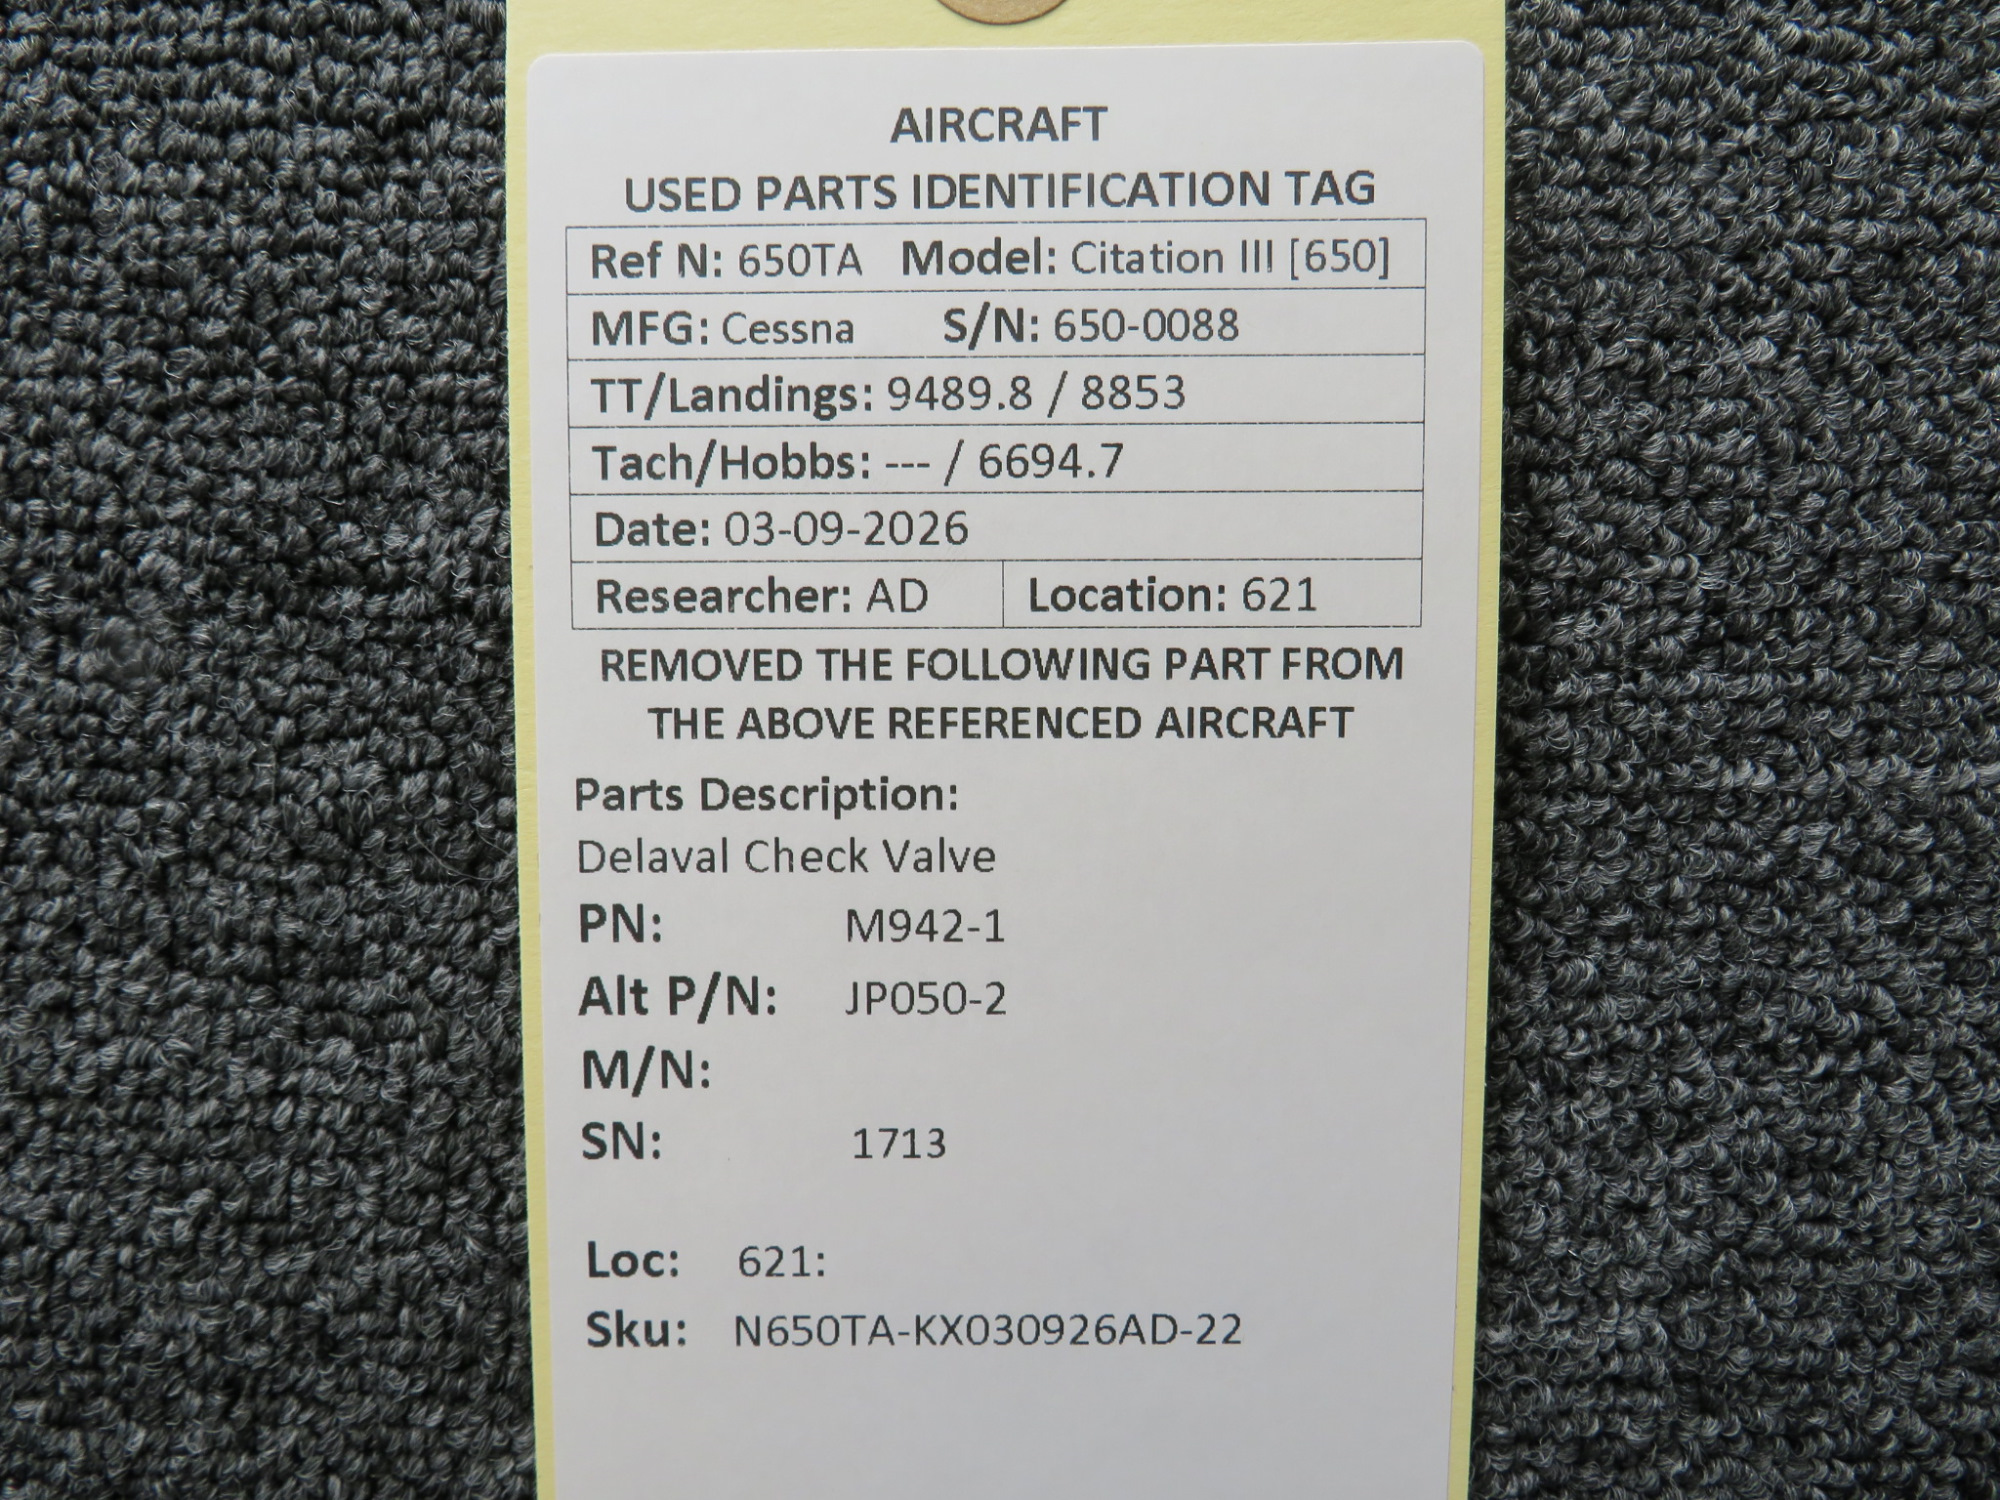 AIRCRAFT
USED PARTS IDENTIFICATION TAG
Ref N: 650TA Model: Citation III [650]
MFG: Cessna S/N: 650-0088
TT/Landings: 9489.8 / 8853
Tach/Hobbs: --- / 6694.7
Date: 03-09-2026
Researcher: AD Location: 621
REMOVED THE FOLLOWING PART FROM
THE ABOVE REFERENCED AIRCRAFT
Parts Description:
Delaval Check Valve
PN: M942-1
Alt P/N: JP050-2
M/N:
SN: 1713
Loc: 621:
Sku: N650TA-KX030926AD-22